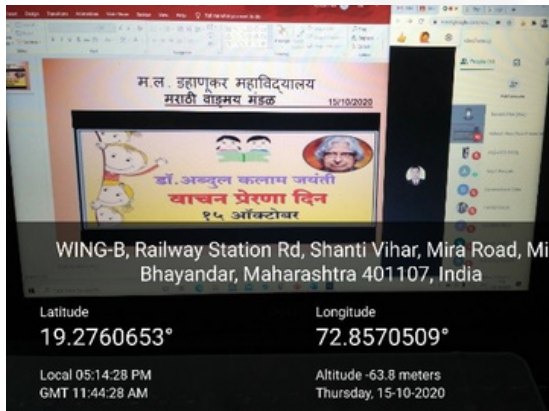 म.ल. डहाणूकर महाविद्यालय
मराठी वाङमय मंडळ
15/10/2020
डॉ.अब्दुल कलाम जयंती
वाचन प्रेरणा दिन
१५ ऑक्टोबर
WING-B, Railway Station Rd, Shanti Vihar, Mira Road, Mi
Bhayandar, Maharashtra 401107, India
Latitude
19.2760653°
Longitude
72.8570509°
Local 05:14:28 PM
GMT 11:44:28 AM
Altitude -63.8 meters
Thursday, 15-10-2020